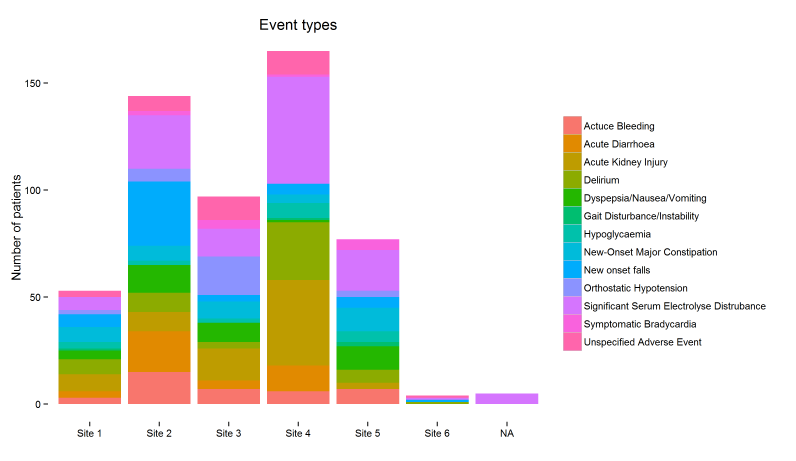 Event types
Number of patients
150
100
50
0
Site 1
Site 2
Site 3
Site 4
Site 5
Site 6
NA
Actuce Bleeding
Acute Diarrhoea
Acute Kidney Injury
Delirium
Dyspepsia/Nausea/Vomiting
Gait Disturbance/Instability
Hypoglycaemia
New-Onset Major Constipation
New onset falls
Orthostatic Hypotension
Significant Serum Electrolyse Distrubance
Symptomatic Bradycardia
Unspecified Adverse Event